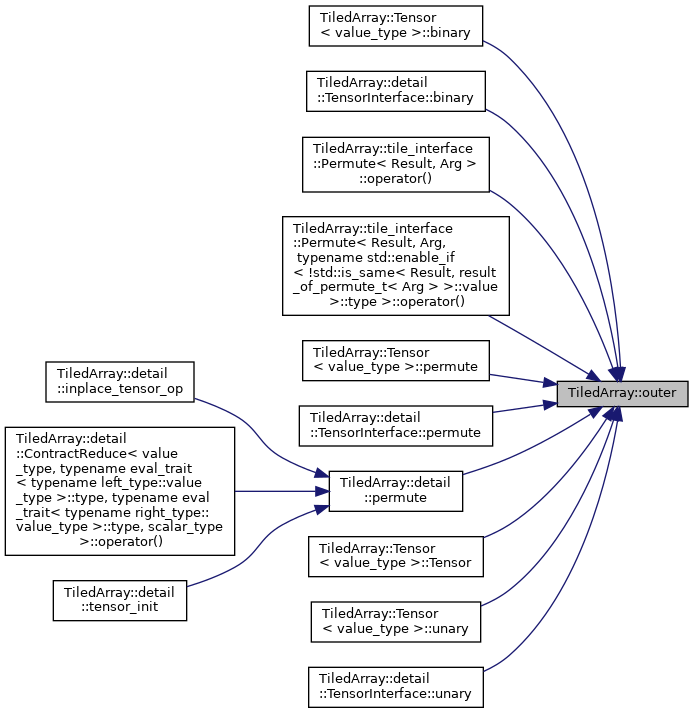 TiledArray::Tensor
< value_type >::binary
TiledArray::detail
::TensorInterface::binary
TiledArray::tile_interface
::Permute< Result, Arg >
::operator()
TiledArray::tile_interface
::Permute< Result, Arg,
typename std::enable_if
< !std::is_same< Result, result
_of_permute_t< Arg > >::value
>::type >::operator()
TiledArray::Tensor
< value_type >::permute
TiledArray::detail
::TensorInterface::permute
TiledArray::outer
TiledArray::detail
::inplace_tensor_op
TiledArray::detail
::ContractReduce< value
_type, typename eval_trait
< typename left_type::value
_type >::type, typename eval
_trait< typename right_type::
value_type >::type, scalar_type
>::operator()
TiledArray::detail
::tensor_init
TiledArray::detail
::permute
TiledArray::Tensor
< value_type >::Tensor
TiledArray::Tensor
< value_type >::unary
TiledArray::detail
::TensorInterface::unary